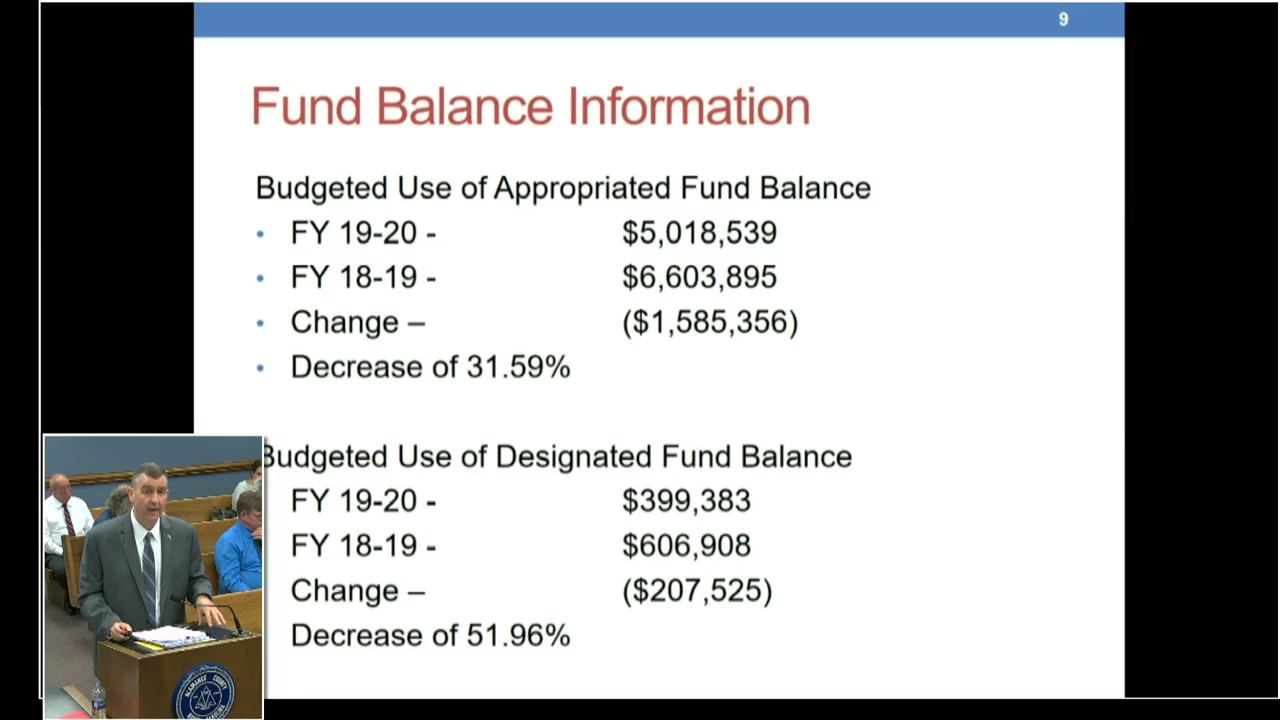 9
Fund Balance Information
Budgeted Use of Appropriated Fund Balance
• FY 19-20 - $5,018,539
• FY 18-19 - $6,603,895
• Change – ($1,585,356)
• Decrease of 31.59%
Budgeted Use of Designated Fund Balance
FY 19-20 - $399,383
FY 18-19 - $606,908
Change – ($207,525)
Decrease of 51.96%
ALAMANCE COUNTY